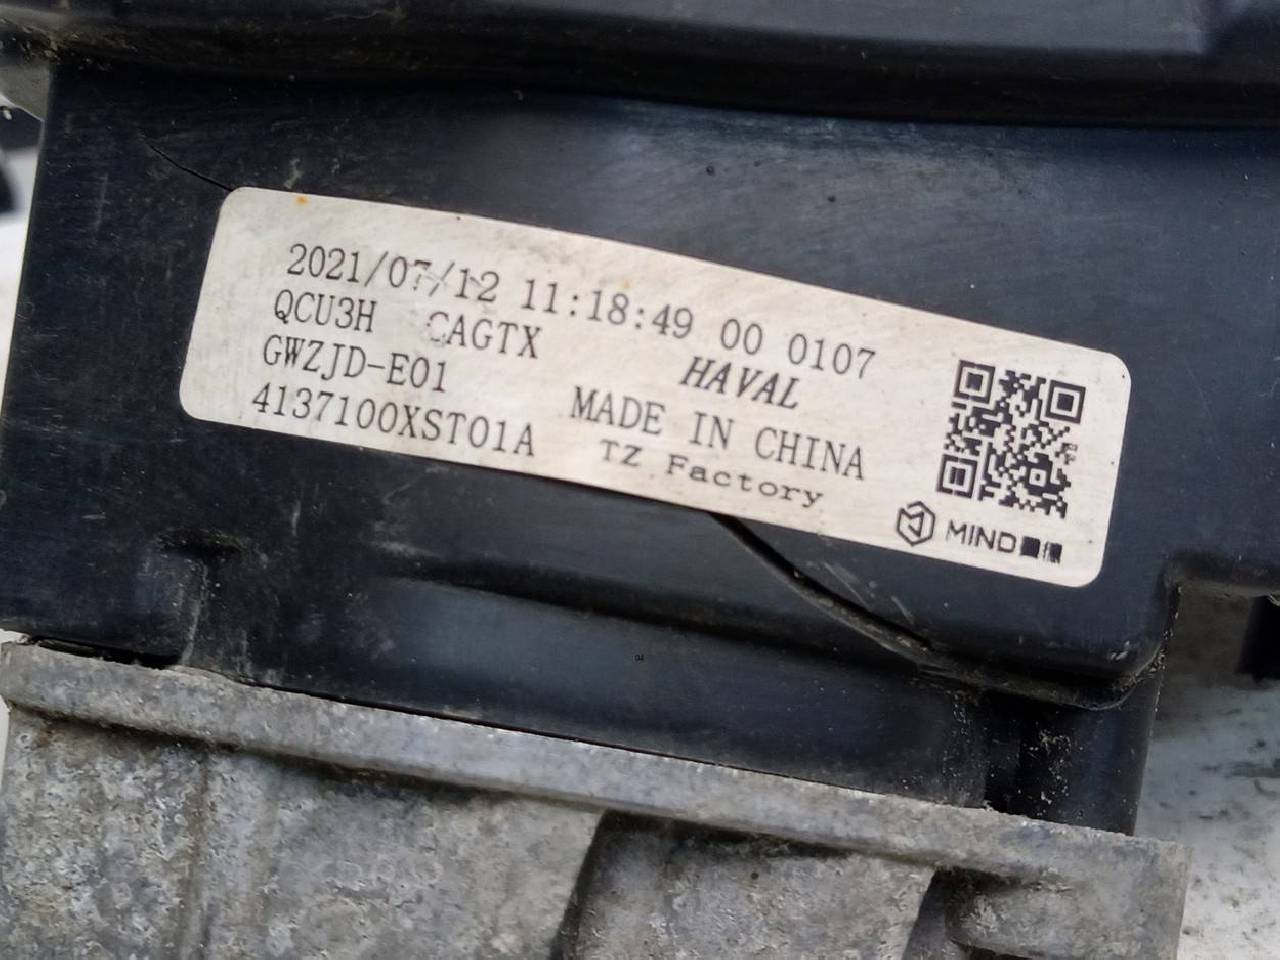 2021/07/12 11:18:49 00 0107
QCU3H CAGTX HAVAL
GWZJD-E01 MADE IN CHINA
4137100XST01A TZ Factory
MIND